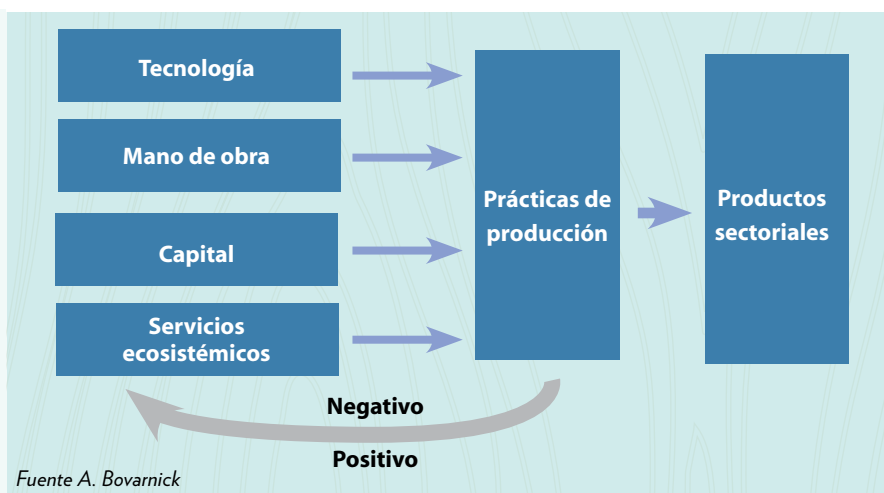 Tecnología
Mano de obra
Capital
Servicios
ecosistémicos
Prácticas de
producción
Productos
sectoriales
Negativo
Positivo
Fuente A. Bovarnick